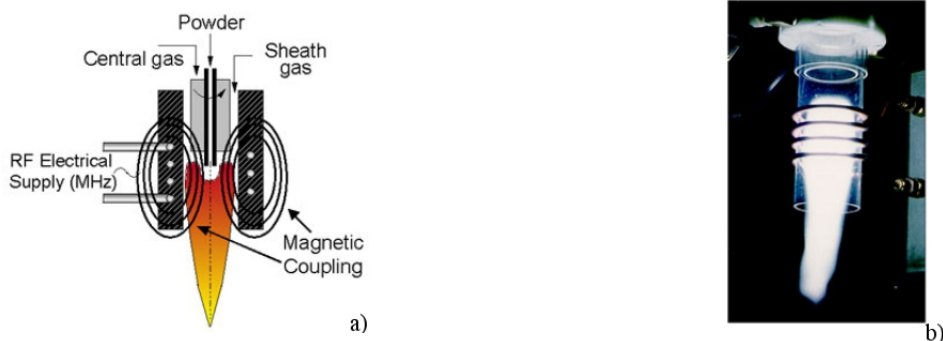 Powder
Central gas
Sheath
gas
RF Electrical
Supply (MHz)
Magnetic
Coupling
a)
b)